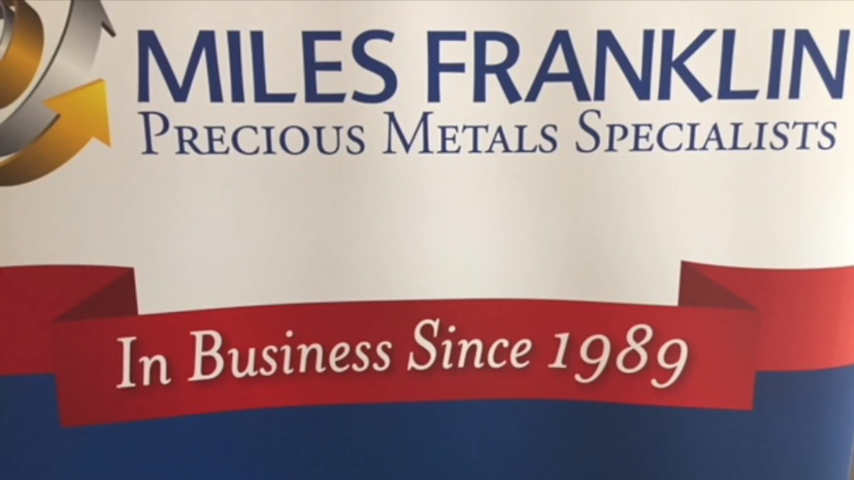 MILES FRANKLIN
PRECIOUS METALS SPECIALISTS
In Business Since 1989